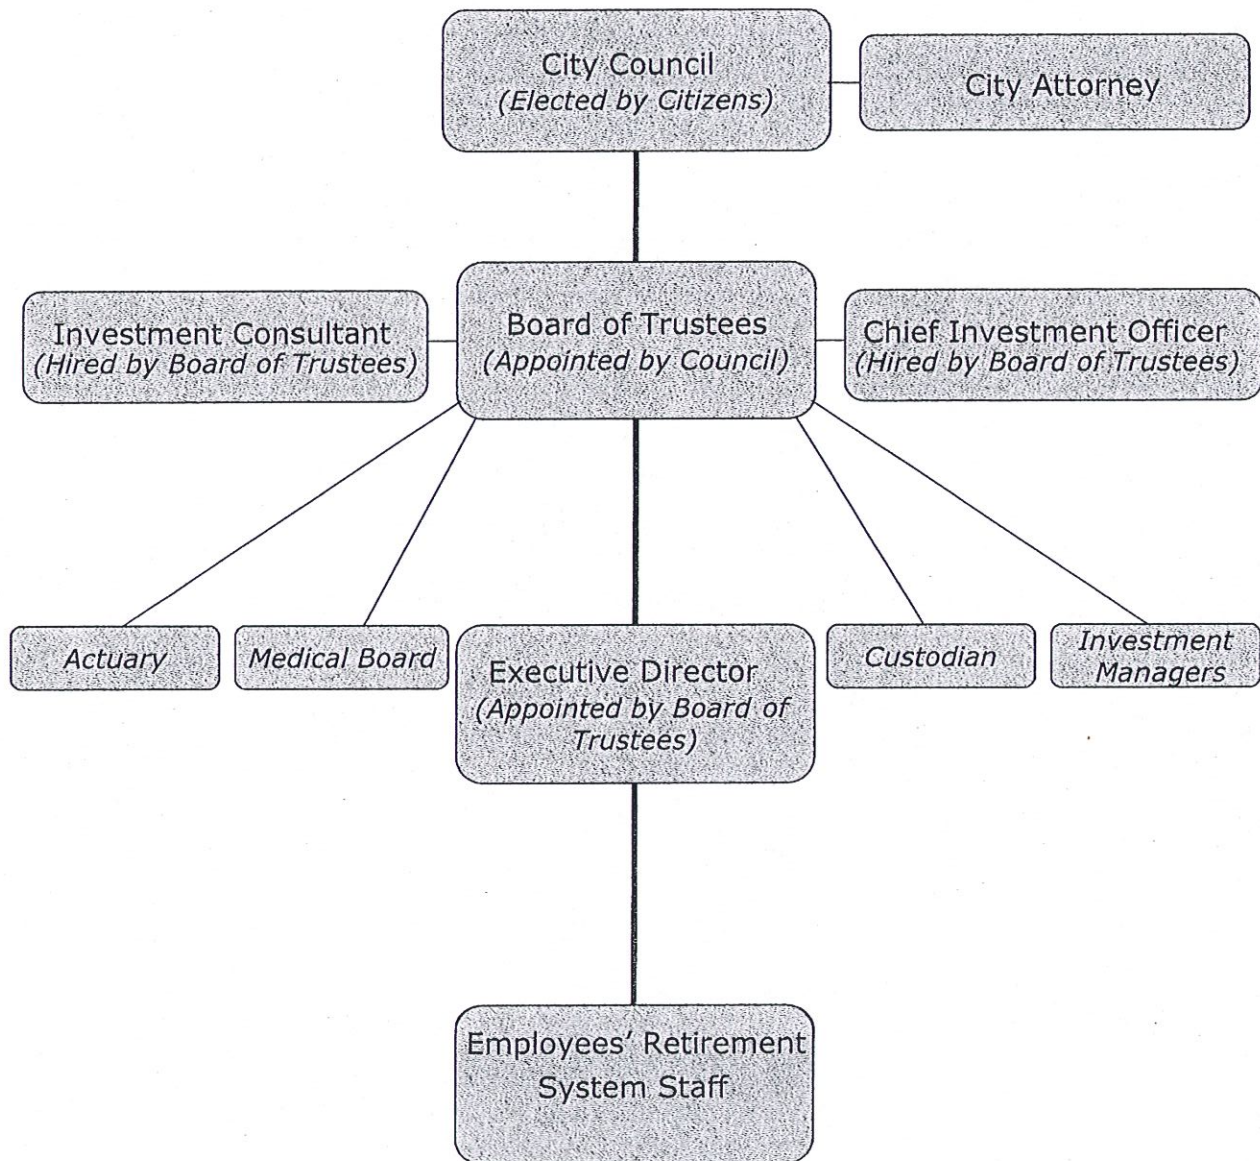 City Council
(Elected by Citizens)
City Attorney
Investment Consultant
(Hired by Board of Trustees)
Board of Trustees
(Appointed by Council)
Chief Investment Officer
(Hired by Board of Trustees)
Actuary
Medical Board
Executive Director
(Appointed by Board of
Trustees)
Custodian
Investment
Managers
Employees’ Retirement
System Staff